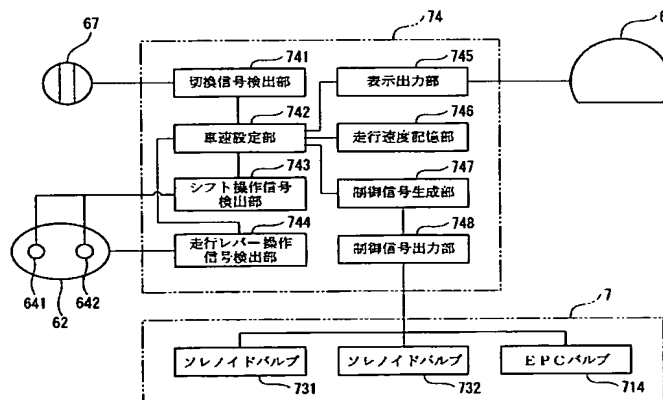 67
74
6
741
切換信号検出部
745
表示出力部
742
車速設定部
746
走行速度記憶部
743
シフト操作信号
検出部
747
制御信号生成部
744
走行レバー操作
信号検出部
748
制御信号出力部
641
62
642
7
ソレノイドバルブ
731
ソレノイドバルブ
732
EPCバルブ
714